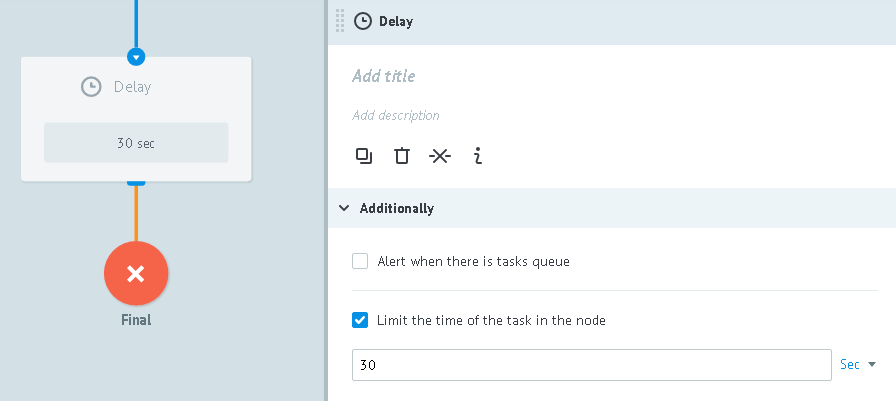 Delay
30 sec
Final
Delay
Add title
Add description
Additionally
Alert when there is tasks queue
Limit the time of the task in the node
30
Sec